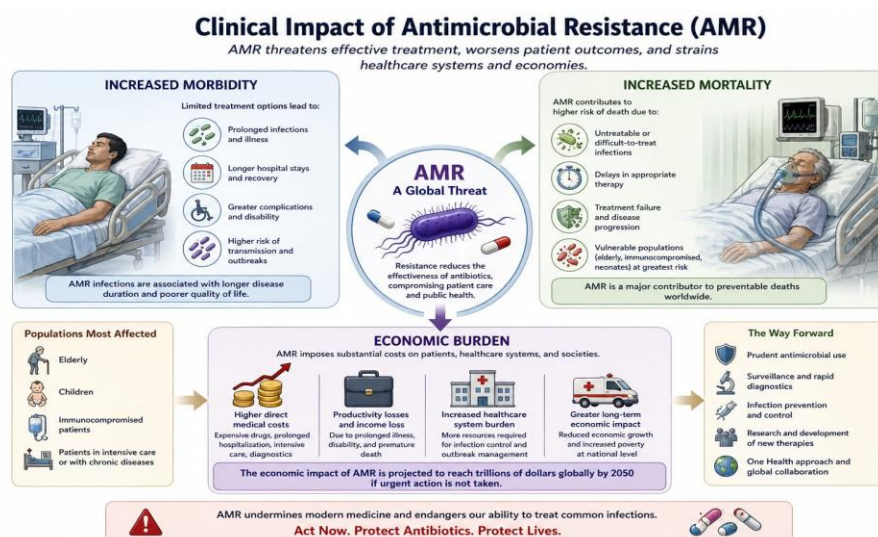 Clinical Impact of Antimicrobial Resistance (AMR)
AMR threatens effective treatment, worsens patient outcomes, and strains
healthcare systems and economies.
INCREASED MORBIDITY
Limited treatment options lead to:
Prolonged infections
and illness
Longer hospital stays
and recovery
Greater complications
and disability
Higher risk of
transmission and
outbreaks
AMR infections are associated with longer disease
duration and poorer quality of life.
AMR
A Global Threat
Resistance reduces the
effectiveness of antibiotics,
compromising patient care
and public health.
INCREASED MORTALITY
AMR contributes to
higher risk of death due to:
Untreatable or
difficult-to-treat
infections
Delays in appropriate
therapy
Treatment failure
and disease
progression
Vulnerable populations
(elderly, immunocompromised,
neonates) at greatest risk
AMR is a major contributor to preventable deaths
worldwide.
Populations Most Affected
Elderly
Children
Immunocompromised
patients
Patients in intensive care
or with chronic diseases
ECONOMIC BURDEN
AMR imposes substantial costs on patients, healthcare systems, and societies.
Higher direct
medical costs
Expensive drugs, prolonged
hospitalization, intensive
care, diagnostics
Productivity losses
and income loss
Due to prolonged illness,
disability, and premature
death
Increased healthcare
system burden
More resources required
for infection control and
outbreak management
Greater long-term
economic impact
Reduced economic growth
and increased poverty
at national level
The economic impact of AMR is projected to reach trillions of dollars globally by 2050
if urgent action is not taken.
The Way Forward
Prudent antimicrobial use
Surveillance and rapid
diagnostics
Infection prevention
and control
Research and development
of new therapies
One Health approach and
global collaboration
AMR undermines modern medicine and endangers our ability to treat common infections.
Act Now. Protect Antibiotics. Protect Lives.